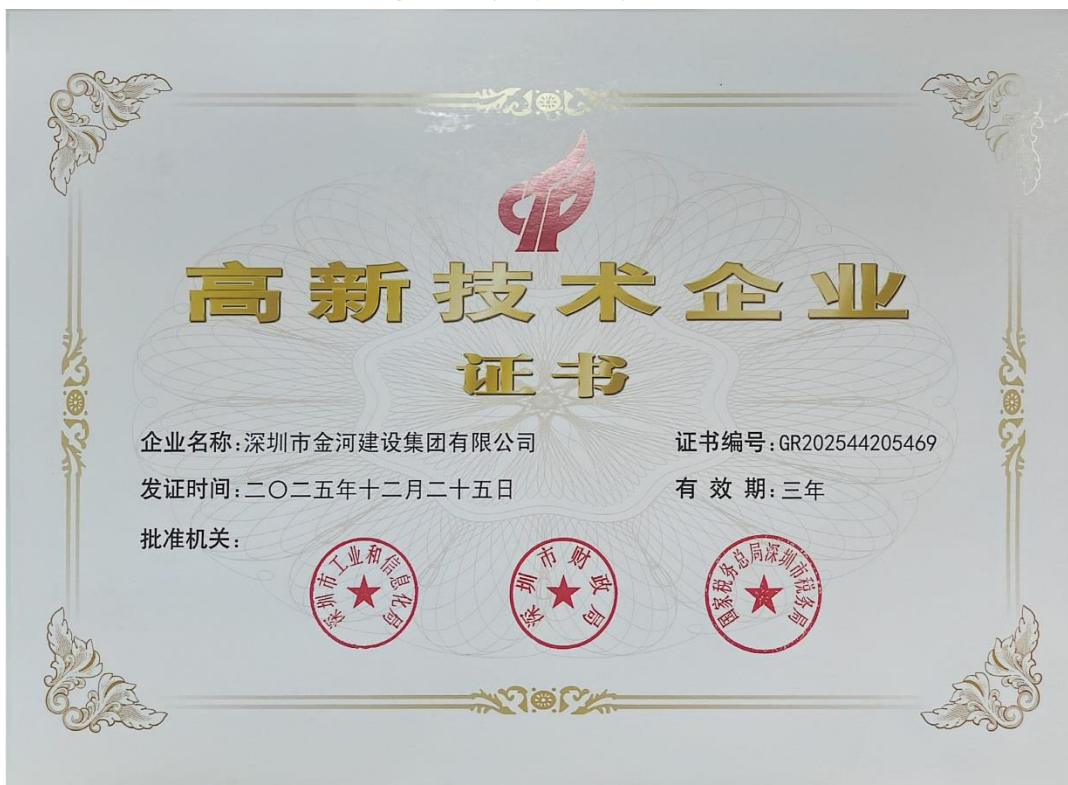 高新技术企业
证书
企业名称:深圳市金河建设集团有限公司
证书编号:GR202544205469
发证时间:二〇二五年十二月二十五日
有效期:三年
批准机关:
深圳市工业和信息化局
深圳市财政局
国家税务总局深圳市税务局